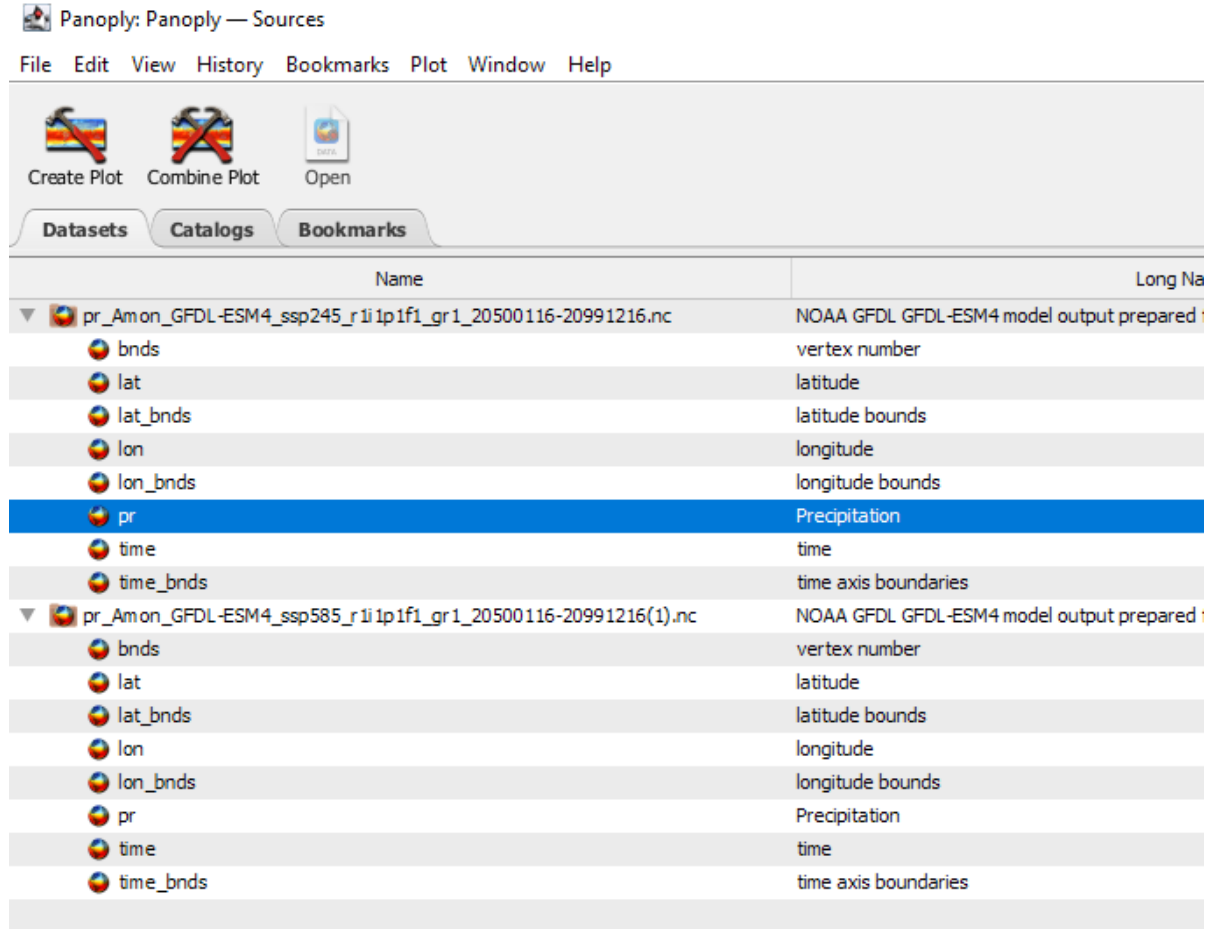 Panoply: Panoply — Sources
File Edit View History Bookmarks Plot Window Help
Create Plot Combine Plot Open
Datasets Catalogs Bookmarks
Name Long Na
pr_Amon_GFDL-ESM4_ssp245_r1i1p1f1_gr1_20500116-20991216.nc NOAA GFDL GFDL-ESM4 model output prepared
bnds vertex number
lat latitude
lat_bnds latitude bounds
lon longitude
lon_bnds longitude bounds
pr Precipitation
time time
time_bnds time axis boundaries
pr_Amon_GFDL-ESM4_ssp585_r1i1p1f1_gr1_20500116-20991216(1).nc NOAA GFDL GFDL-ESM4 model output prepared
bnds vertex number
lat latitude
lat_bnds latitude bounds
lon longitude
lon_bnds longitude bounds
pr Precipitation
time time
time_bnds time axis boundaries